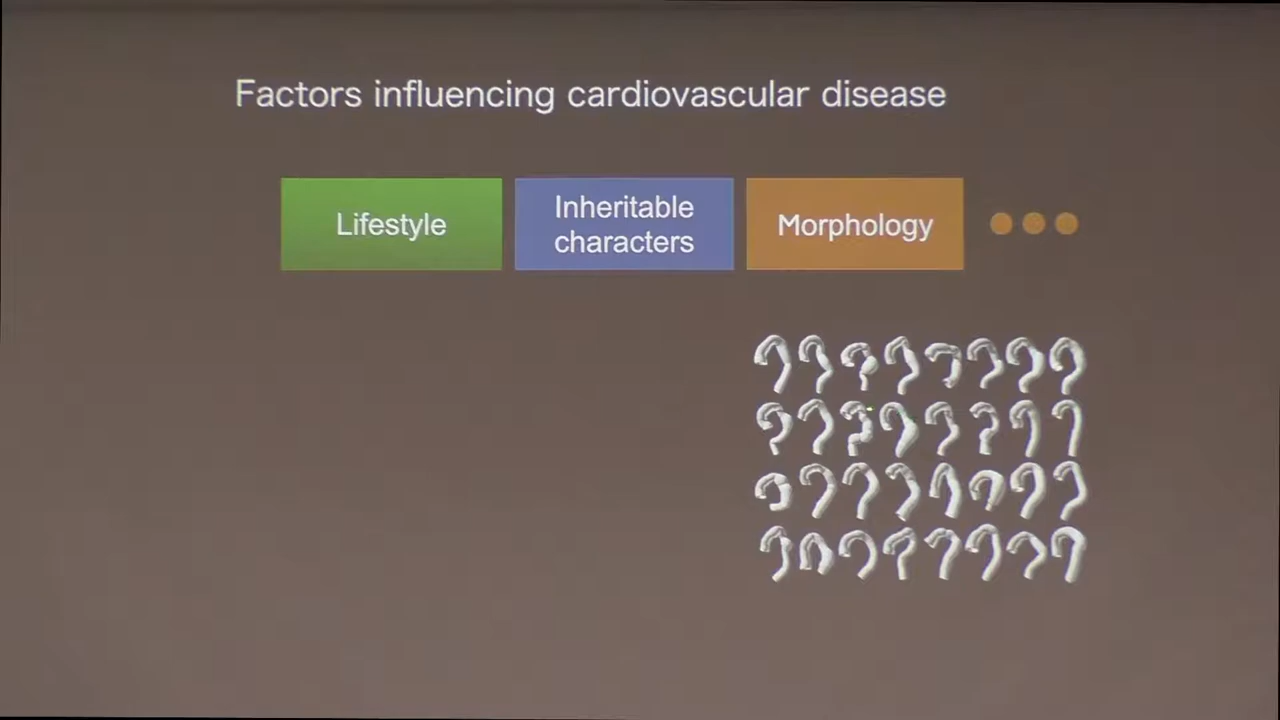 Factors influencing cardiovascular disease
Lifestyle
Inheritable
characters
Morphology